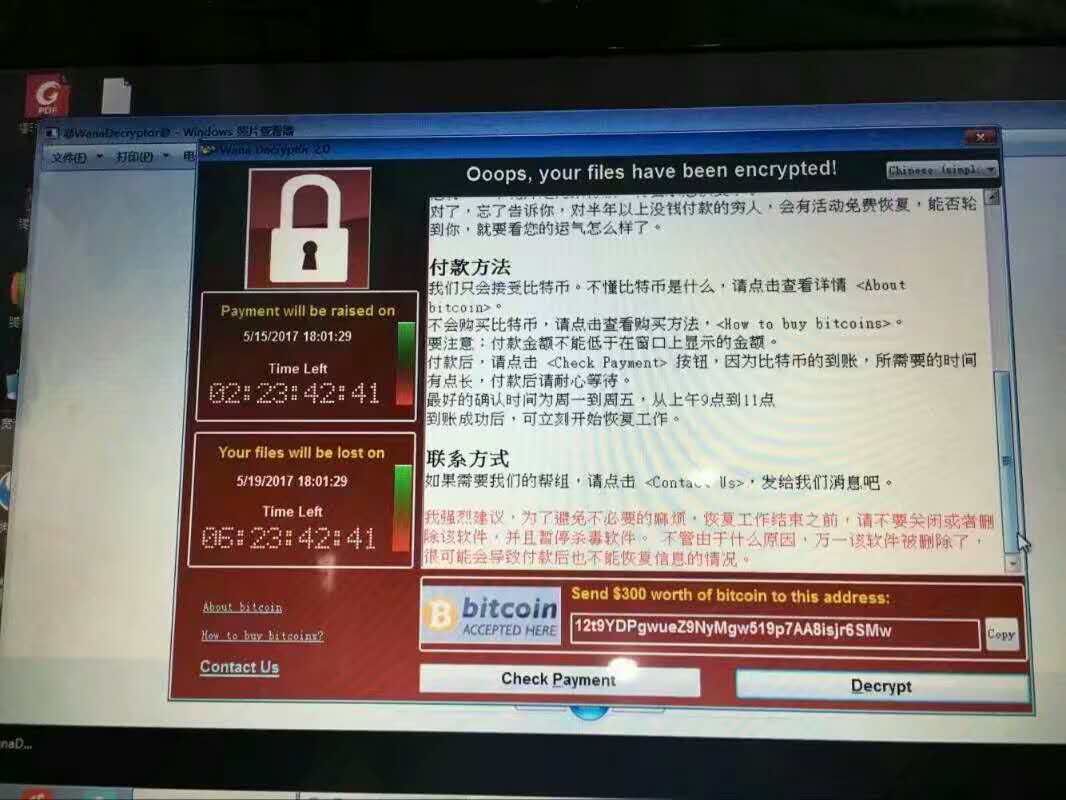 PDF
@WanaDecryptor@ - Windows 照片查看器
文件(F)
打印(P)
Wana Decrypt0r 2.0
Ooops, your files have been encrypted!
Chinese (simpl
对了，忘了告诉你，对半年以上没钱付款的穷人，会有活动免费恢复，能否轮
到你，就要看您的运气怎么样了。
付款方法
我们只会接受比特币。不懂比特币是什么，请点击查看详情 <About
bitcoin>。
不会购买比特币，请点击查看购买方法，<How to buy bitcoins>。
要注意：付款金额不能低于在窗口上显示的金额。
付款后，请点击 <Check Payment> 按钮，因为比特币的到账，所需要的时间
有点长，付款后请耐心等待。
最好的确认时间为周一到周五，从上午9点到11点
到账成功后，可立刻开始恢复工作。
联系方式
如果需要我们的帮组，请点击 <Contact Us>，发给我们消息吧。
我强烈建议，为了避免不必要的麻烦，恢复工作结束之前，请不要关闭或者删
除该软件，并且暂停杀毒软件。 不管由于什么原因，万一该软件被删除了，
很可能会导致付款后也不能恢复信息的情况。
Payment will be raised on
5/15/2017 18:01:29
Time Left
02:23:42:41
Your files will be lost on
5/19/2017 18:01:29
Time Left
06:23:42:41
About bitcoin
How to buy bitcoins?
Contact Us
bitcoin
ACCEPTED HERE
Send $300 worth of bitcoin to this address:
12t9YDPgwueZ9NyMgw519p7AA8isjr6SMw
Copy
Check Payment
Decrypt
naD...